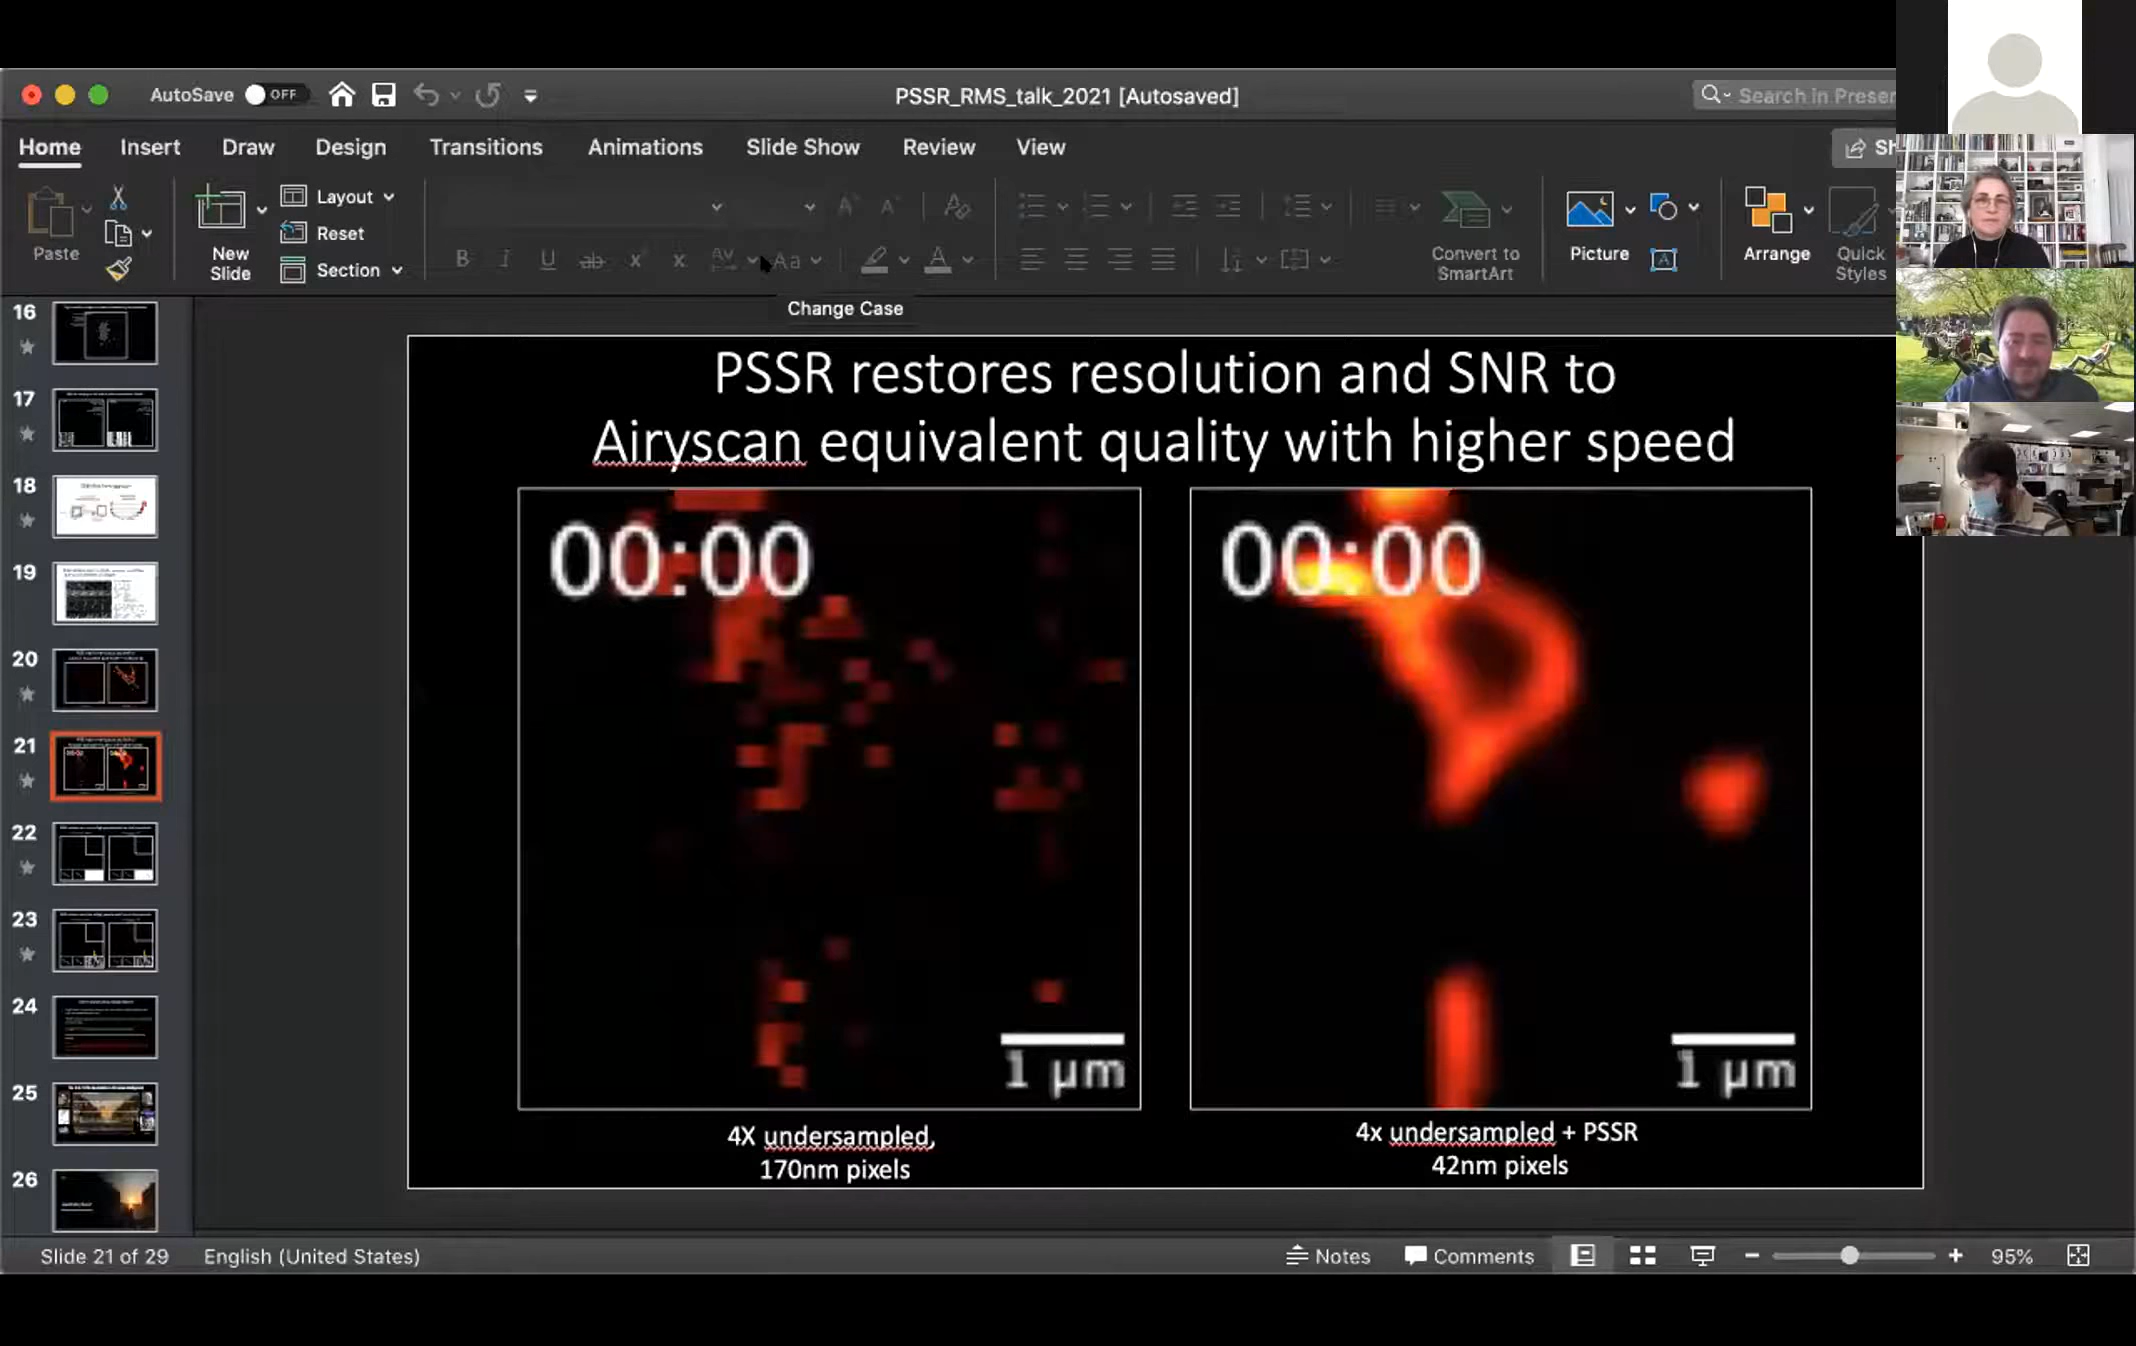 AutoSave OFF
PSSR_RMS_talk_2021 [Autosaved]
Search in Preser
Home Insert Draw Design Transitions Animations Slide Show Review View
Sh
Paste
New
Slide
Layout
Reset
Section
Convert to
SmartArt
Picture
Arrange
Quick
Styles
Change Case
16
17
18
19
20
21
22
23
24
25
26
PSSR restores resolution and SNR to
Airyscan equivalent quality with higher speed
00:00
1 µm
4X undersampled,
170nm pixels
00:00
1 µm
4x undersampled + PSSR
42nm pixels
Slide 21 of 29 English (United States)
Notes Comments 95%